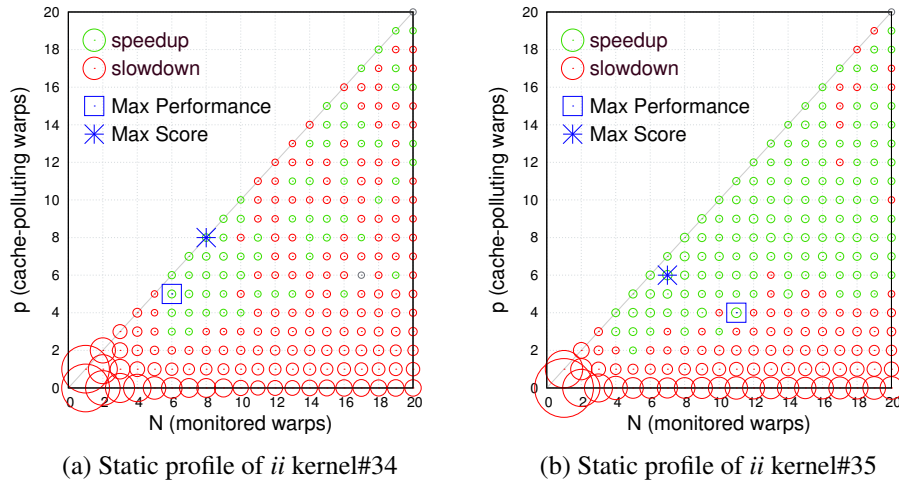 20
18
16
14
12
10
8
6
4
2
0
p (cache-polluting warps)
speedup
slowdown
Max Performance
Max Score
0 2 4 6 8 10 12 14 16 18 20
N (monitored warps)
(a) Static profile of ii kernel#34
20
18
16
14
12
10
8
6
4
2
0
p (cache-polluting warps)
speedup
slowdown
Max Performance
Max Score
0 2 4 6 8 10 12 14 16 18 20
N (monitored warps)
(b) Static profile of ii kernel#35